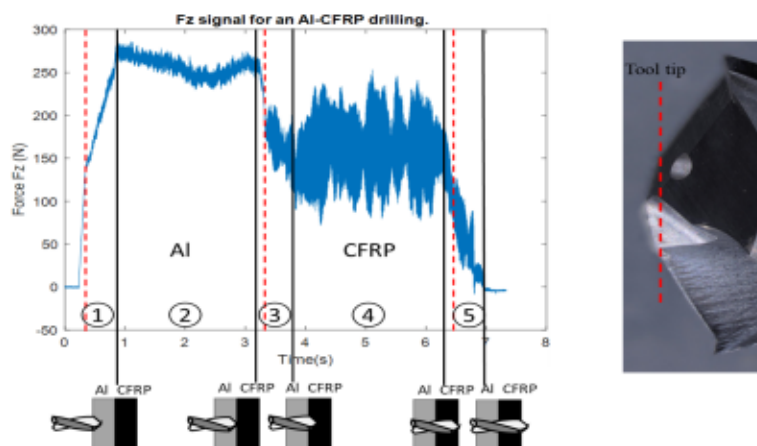 Fz signal for an Al-CFRP drilling.
300
250
200
150
100
50
0
-50
Force Fz (N)
Al
CFRP
1
2
3
4
5
0 1 2 3 4 5 6 7 8
Time(s)
Al CFRP
Al CFRP
Al CFRP
Al CFRP
Al CFRP
Tool tip